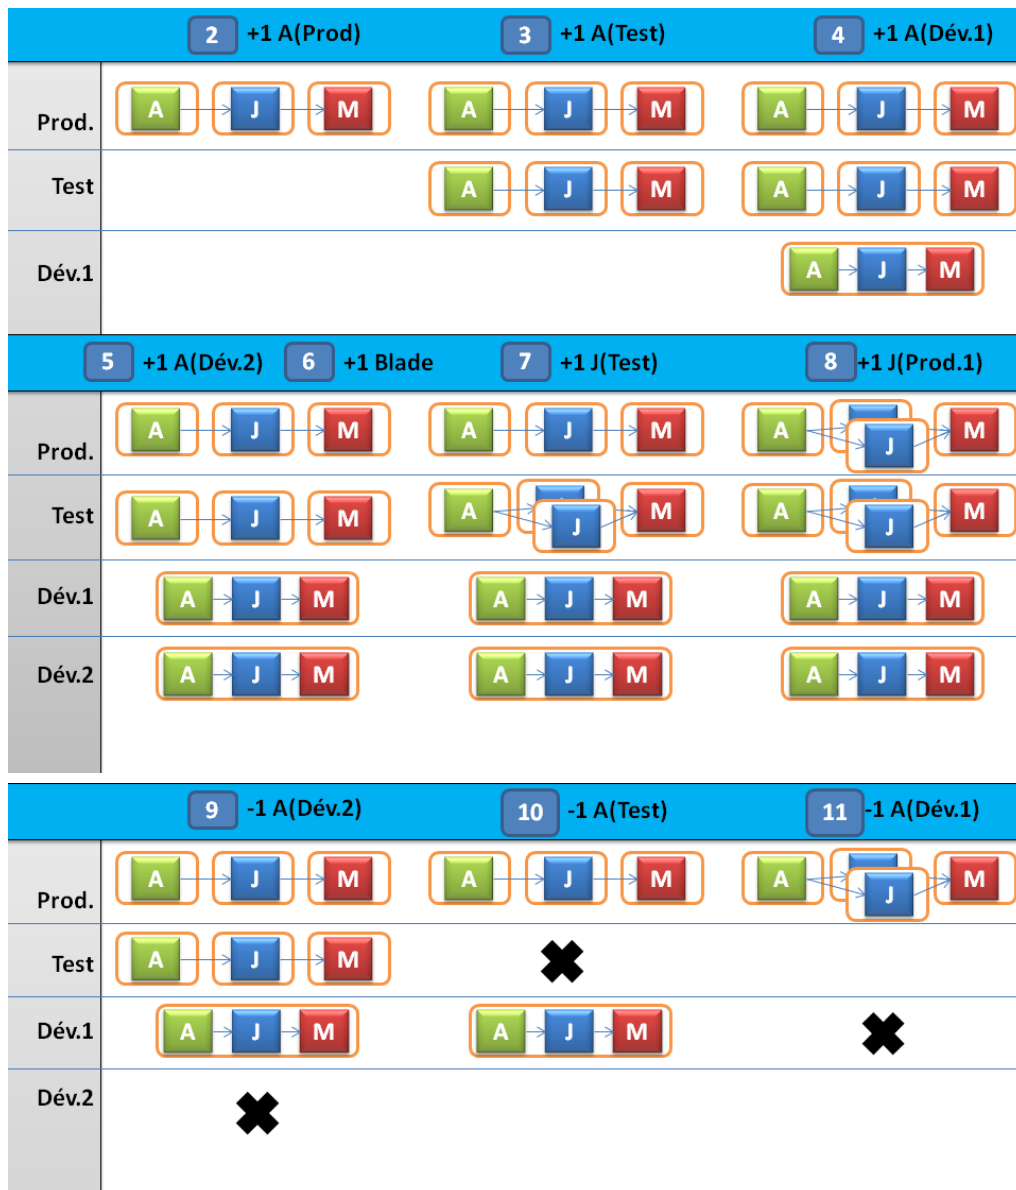 2 +1 A(Prod) 3 +1 A(Test) 4 +1 A(Dév.1)
Prod. A J M A J M A J M
Test A J M A J M
Dév.1 A J M
5 +1 A(Dév.2) 6 +1 Blade 7 +1 J(Test) 8 +1 J(Prod.1)
Prod. A J M A J M A J M
Test A J M A J M A J M
Dév.1 A J M A J M A J M
Dév.2 A J M A J M A J M
9 -1 A(Dév.2) 10 -1 A(Test) 11 -1 A(Dév.1)
Prod. A J M A J M A J M
Test A J M
Dév.1 A J M A J M
Dév.2